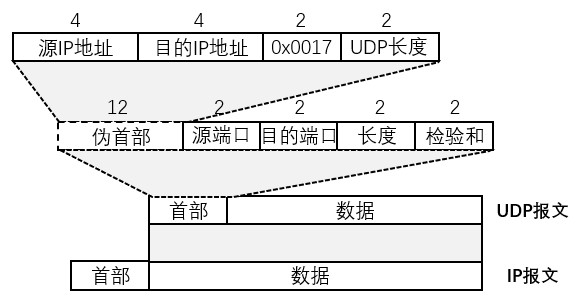 4 4 2 2
源IP地址 目的IP地址 0x0017 UDP长度
12 2 2 2 2
伪首部 源端口 目的端口 长度 检验和
首部 数据 UDP报文
首部 数据 IP报文